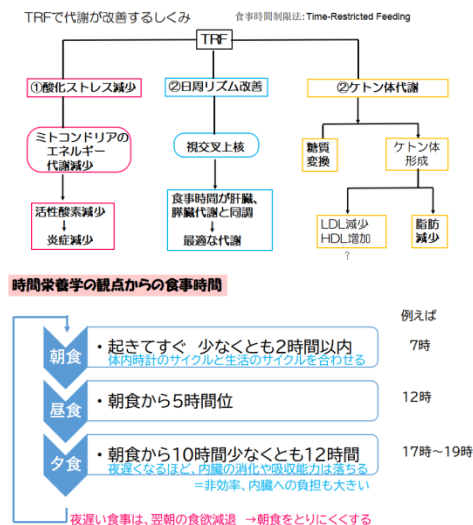 TRFで代謝が改善するしくみ
食事時間制限法: Time-Restricted Feeding
TRF
①酸化ストレス減少
②日周リズム改善
②ケトン体代謝
ミトコンドリアの
エネルギー
代謝減少
視交叉上核
糖質
変換
ケトン体
形成
活性酸素減少
炎症減少
食事時間が肝臓、
膵臓代謝と同調
最適な代謝
LDL減少
HDL増加
?
脂肪
減少
時間栄養学の観点からの食事時間
例えば
朝食
・起きてすぐ 少なくとも2時間以内
体内時計のサイクルと生活のサイクルを合わせる
7時
昼食
・朝食から5時間位
12時
夕食
・朝食から10時間少なくとも12時間
夜遅くなるほど、内臓の消化や吸収能力は落ちる
=非効率、内臓への負担も大きい
17時～19時
夜遅い食事は、翌朝の食欲減退 →朝食をとりにくくする